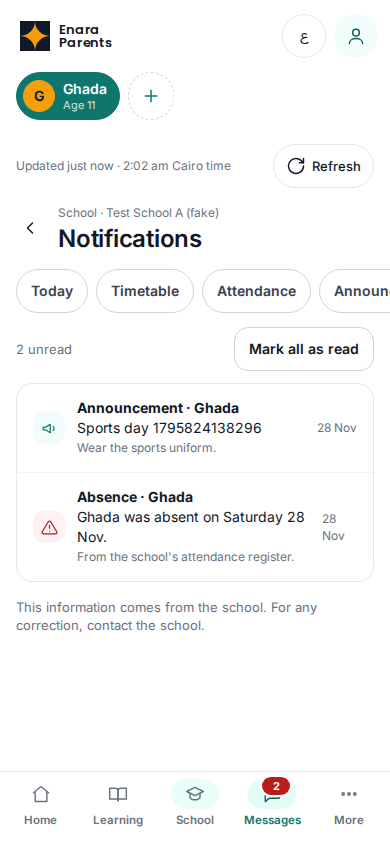 Enara
Parents
ع
G
Ghada
Age 11
Updated just now · 2:02 am Cairo time
Refresh
School · Test School A (fake)
Notifications
Today
Timetable
Attendance
Announ
2 unread
Mark all as read
Announcement · Ghada
Sports day 1795824138296
28 Nov
Wear the sports uniform.
Absence · Ghada
Ghada was absent on Saturday 28
Nov.
28
Nov
From the school's attendance register.
This information comes from the school. For any
correction, contact the school.
2
Home
Learning
School
Messages
More